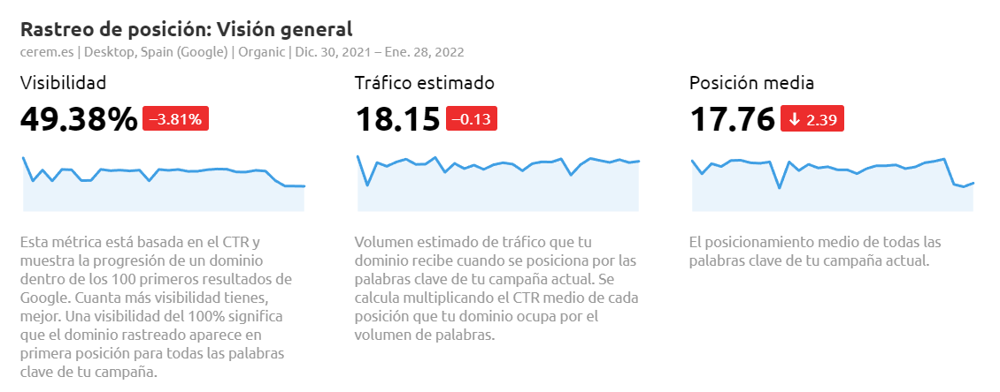 Rastreo de posición: Visión general
cerem.es | Desktop, Spain (Google) | Organic | Dic. 30, 2021 – Ene. 28, 2022
Visibilidad
49.38% –3.81%
Esta métrica está basada en el CTR y
muestra la progresión de un dominio
dentro de los 100 primeros resultados de
Google. Cuanta más visibilidad tienes,
mejor. Una visibilidad del 100% significa
que el dominio rastreado aparece en
primera posición para todas las palabras
clave de tu campaña.
Tráfico estimado
18.15 –0.13
Volumen estimado de tráfico que tu
dominio recibe cuando se posiciona por las
palabras clave de tu campaña actual. Se
calcula multiplicando el CTR medio de cada
posición que tu dominio ocupa por el
volumen de palabras.
Posición media
17.76 ↓ 2.39
El posicionamiento medio de todas las
palabras clave de tu campaña actual.